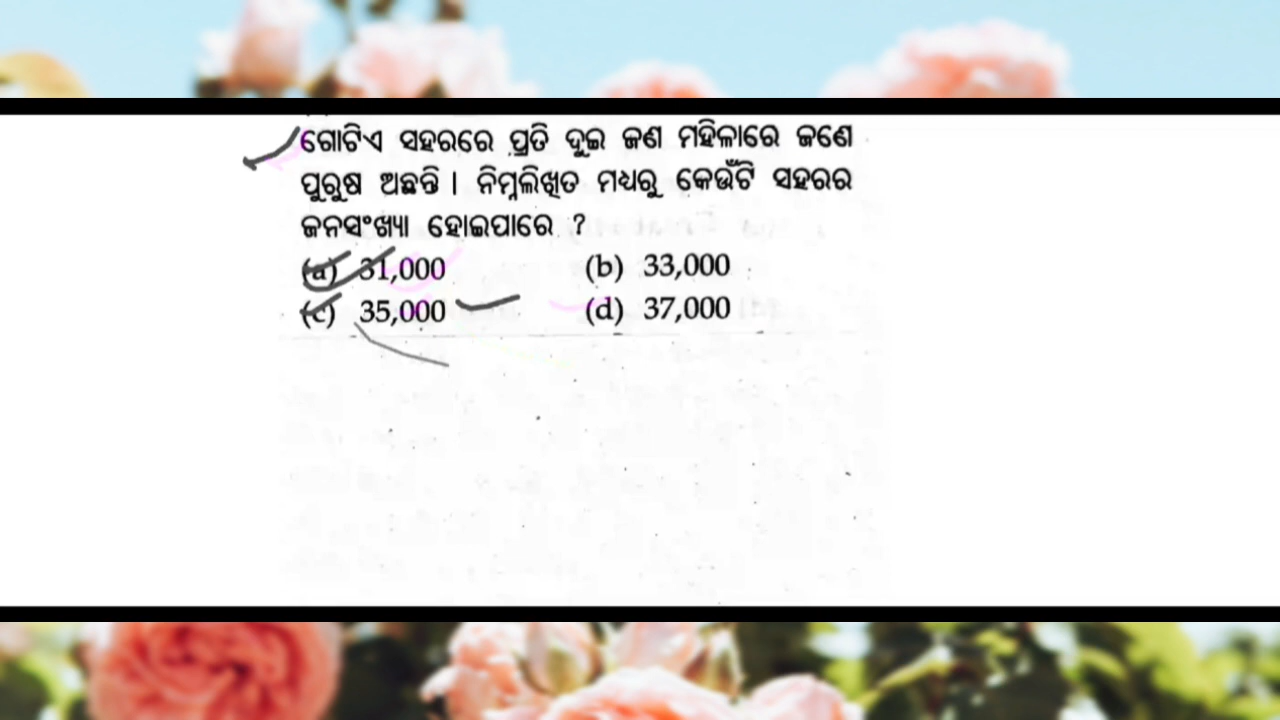 ଗୋଟିଏ ସହରରେ ପ୍ରତି ଦୁଇ ଜଣ ମହିଳାରେ ଜଣେ
ପୁରୁଷ ଅଛନ୍ତି । ନିମ୍ନଲିଖିତ ମଧ୍ୟରୁ କେଉଁଟି ସହରର
ଜନସଂଖ୍ୟା ହୋଇପାରେ ?
(a) 31,000 (b) 33,000
(c) 35,000 (d) 37,000